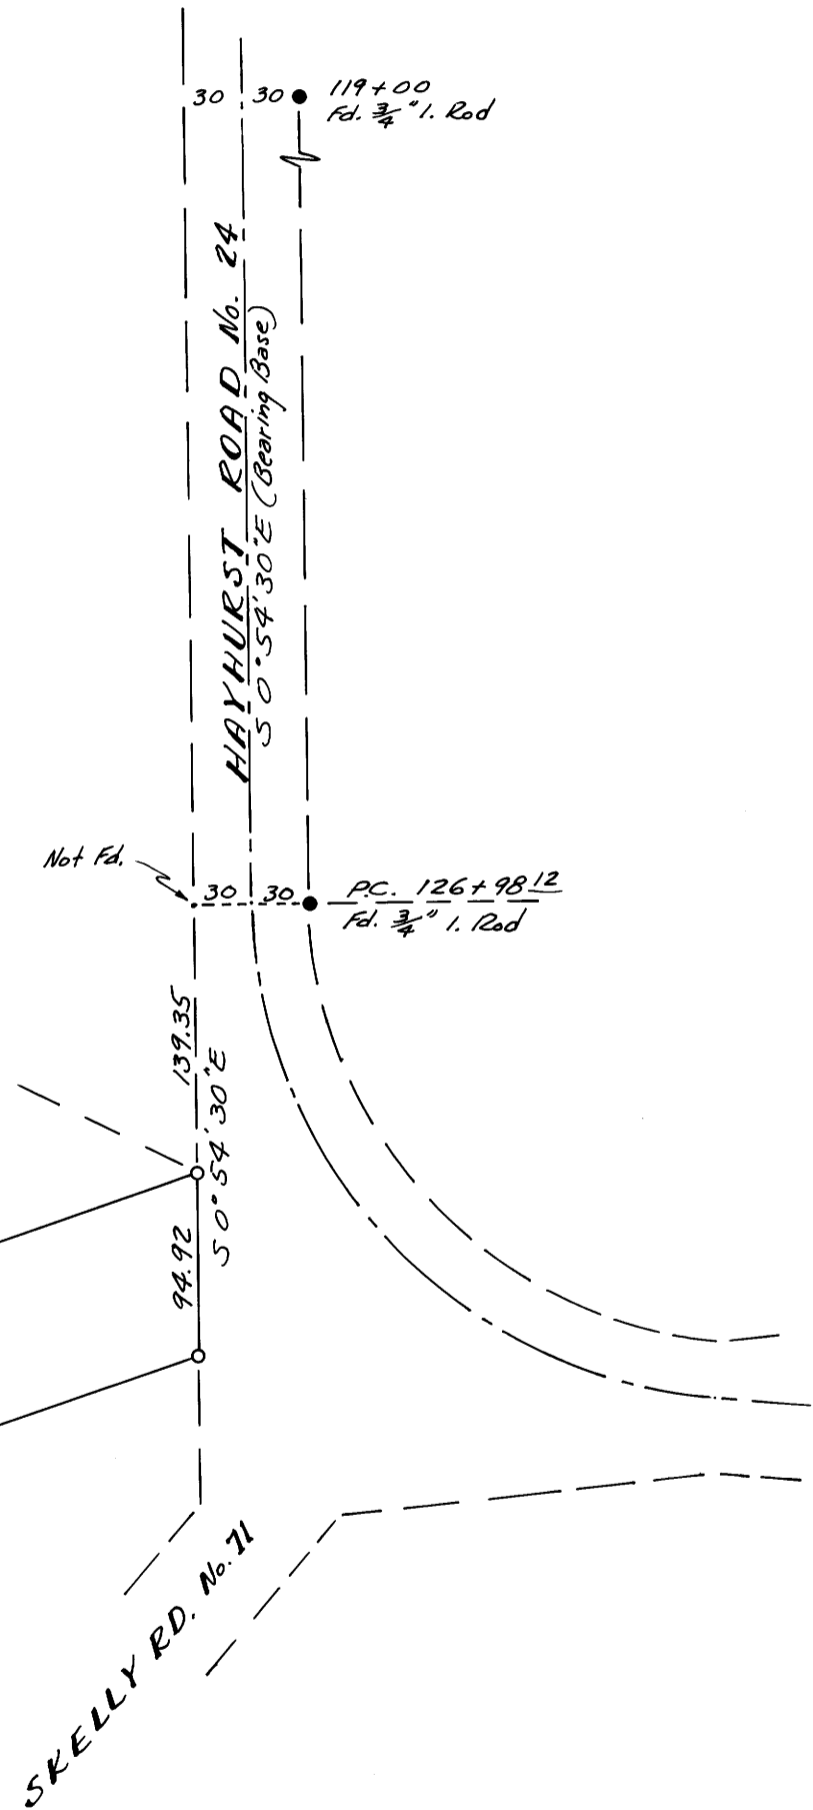 30 30 119+00
Fd. 3/4" I. Rod
HAYHURST ROAD No. 24
S 0°54'30"E (Bearing Base)
Not Fd.
30 30 P.C. 126+98.12
Fd. 3/4" I. Rod
139.35
S 0°54'30"E
94.92
SKELLY RD. No. 71